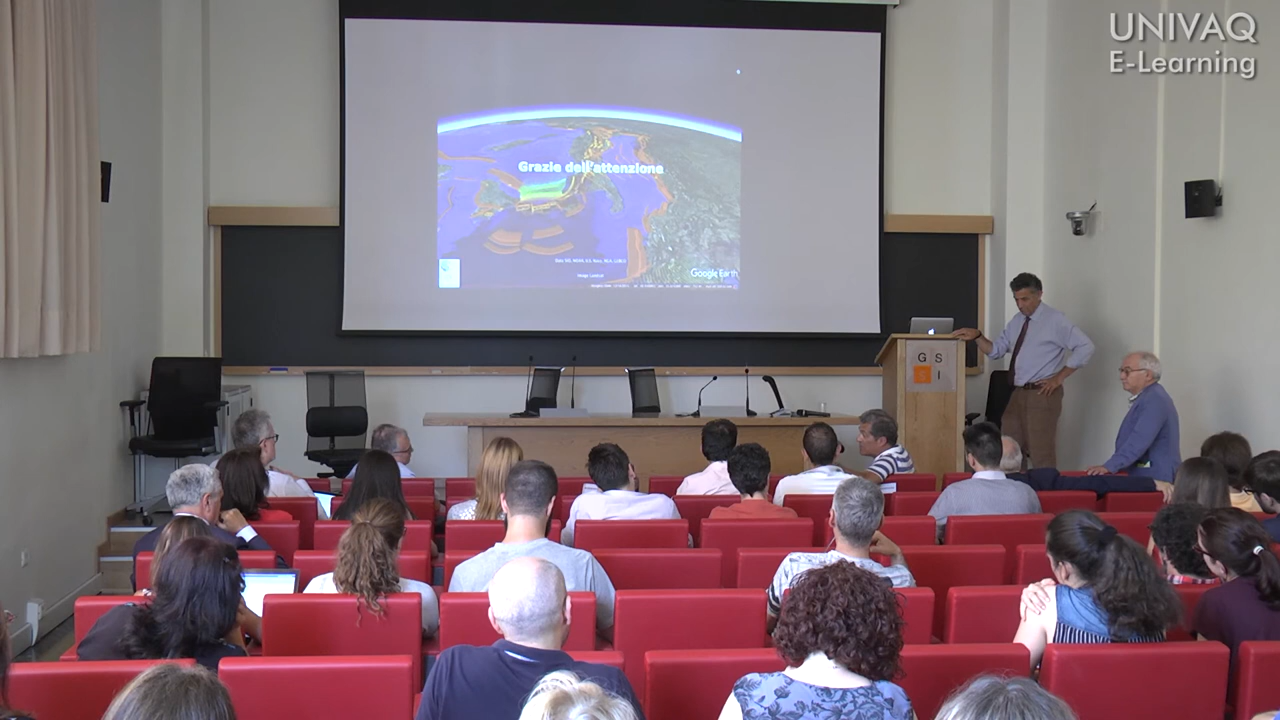 UNIVAQ
E-Learning
Grazie dell'attenzione
Google Earth
G S
S I